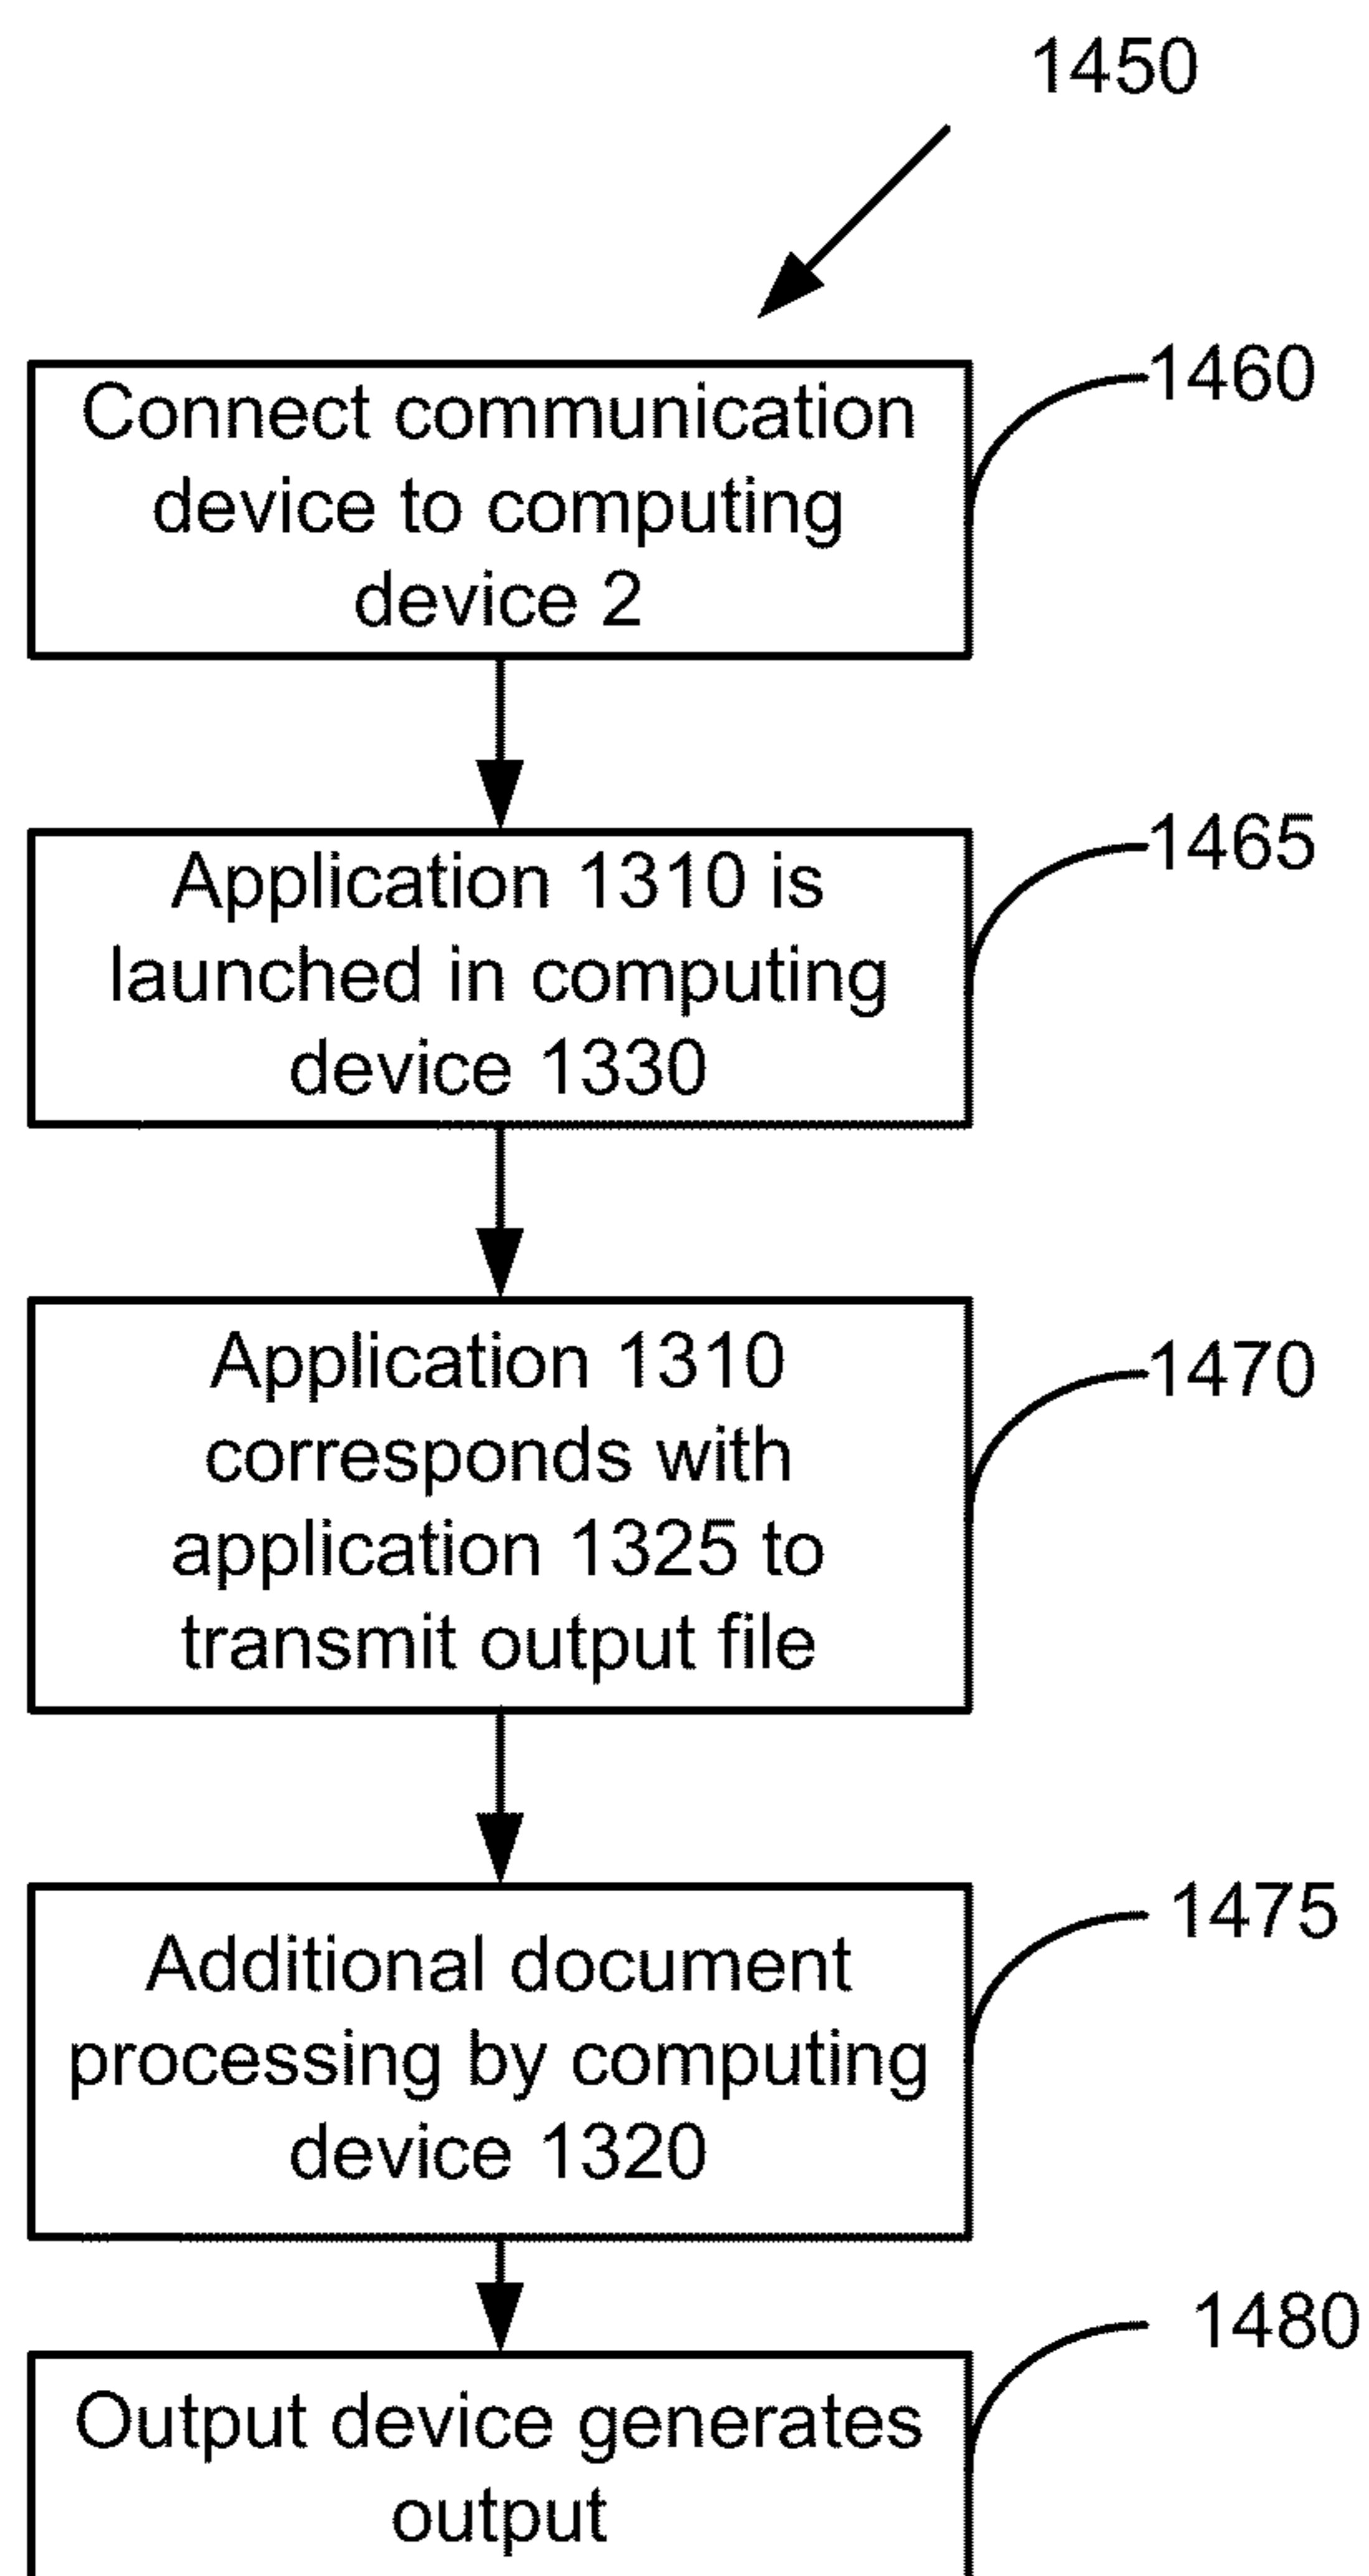 1450
Connect communication
device to computing
device 2
1460
Application 1310 is
launched in computing
device 1330
1465
Application 1310
corresponds with
application 1325 to
transmit output file
1470
Additional document
processing by computing
device 1320
1475
Output device generates
output
1480